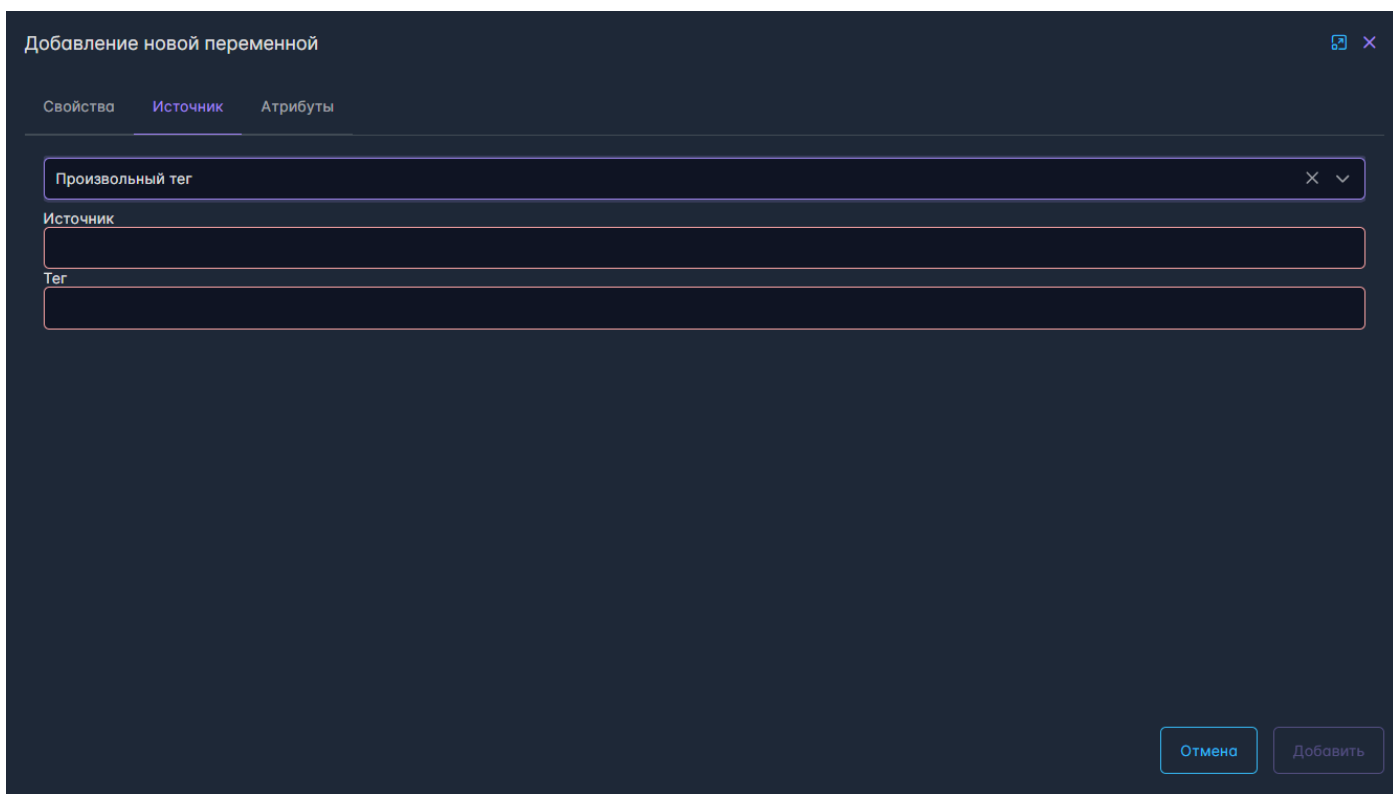 Добавление новой переменной
Свойства Источник Атрибуты
Произвольный тег
Источник
Тег
Отмена Добавить